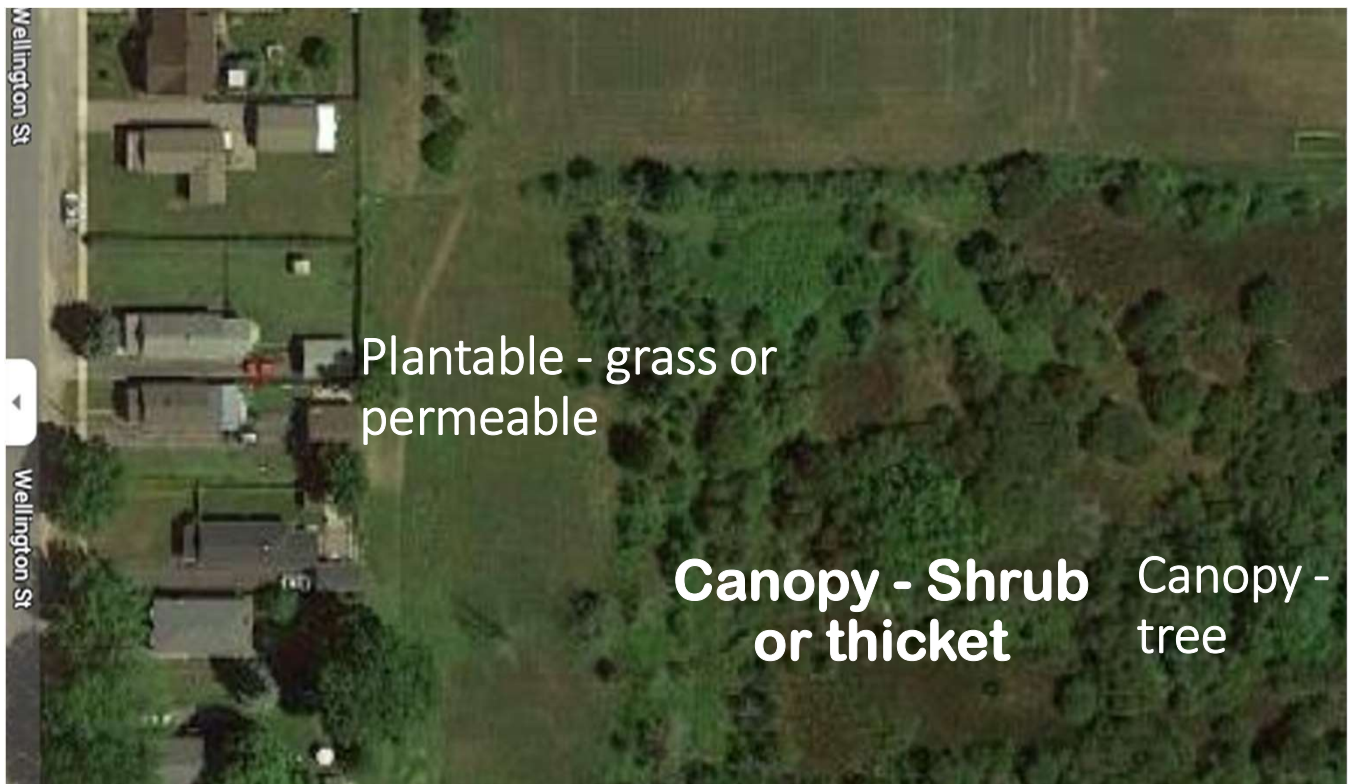 Wellington St
Plantable - grass or
permeable
Wellington St
Canopy - Shrub
or thicket
Canopy -
tree